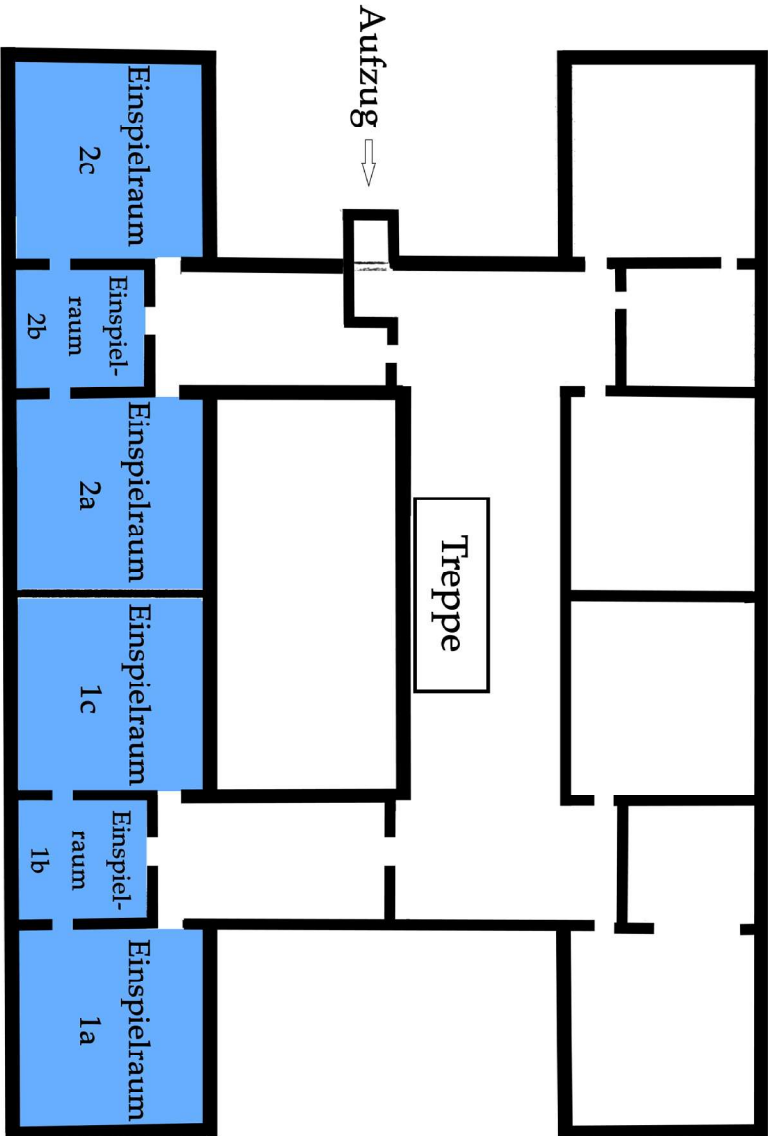 Aufzug
Treppe
Einspielraum
2c
Einspiel-
raum
2b
Einspielraum
2a
Einspielraum
1c
Einspiel-
raum
1b
Einspielraum
1a